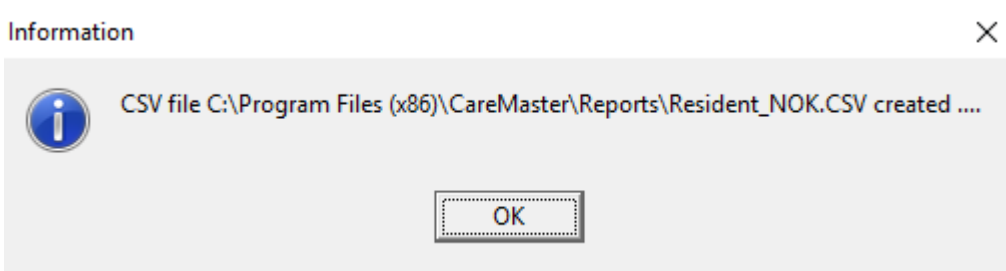 Information
CSV file C:\Program Files (x86)\CareMaster\Reports\Resident_NOK.CSV created ....
OK